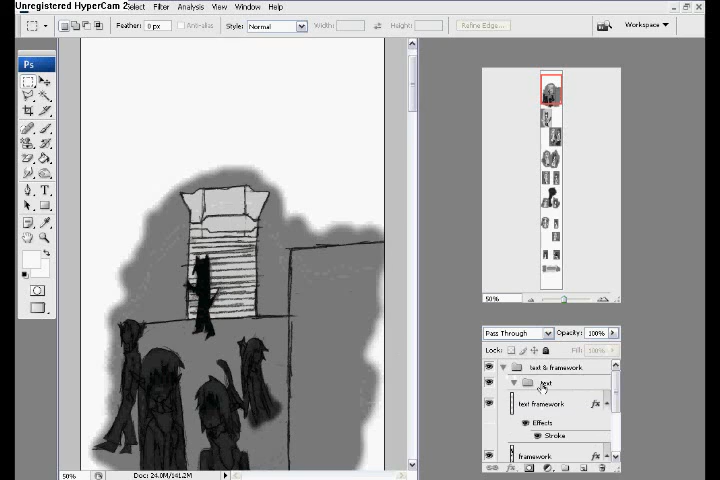 Unregistered HyperCam 2
Select Filter Analysis View Window Help
Feather: 0 px Anti-alias Style: Normal Width: Height: Refine Edge... Workspace
Ps
T
50%
Pass Through Opacity: 100%
Lock: Fill: 100%
text & framework
text
text framework fx
Effects
Stroke
framework
fx
50% Doc: 24.0M/141.2M